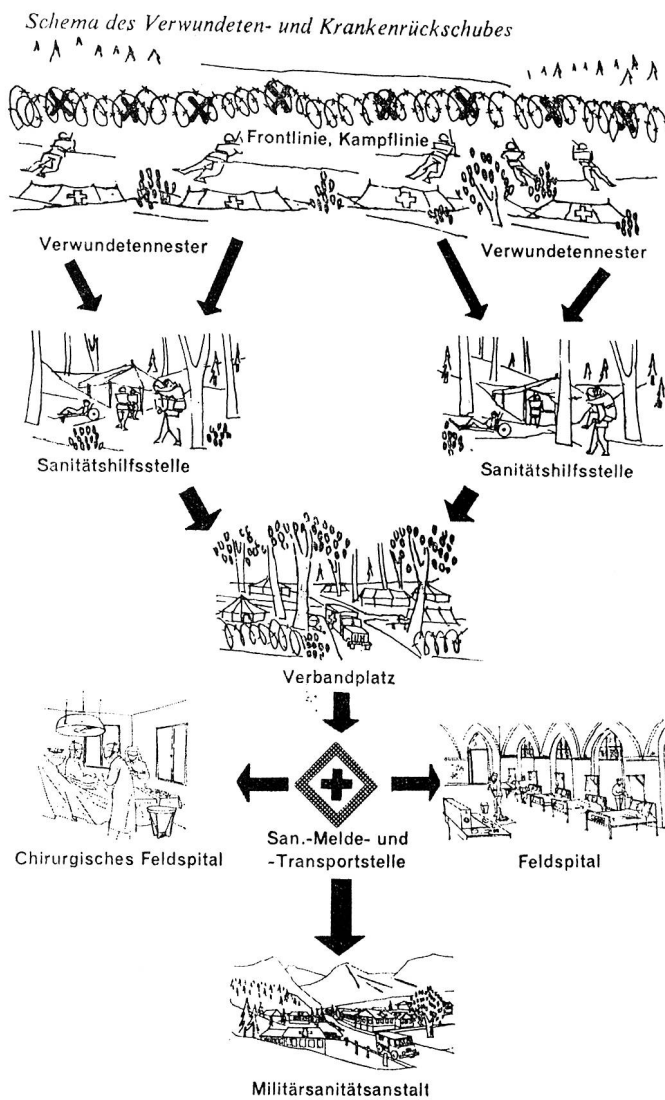 Schema des Verwundeten- und Krankenrückschubes
Frontlinie, Kampflinie
Verwundetennester
Verwundetennester
Sanitätshilfsstelle
Sanitätshilfsstelle
Verbandplatz
Chirurgisches Feldspital
San.-Melde- und
-Transportstelle
Feldspital
Militärsanitätsanstalt